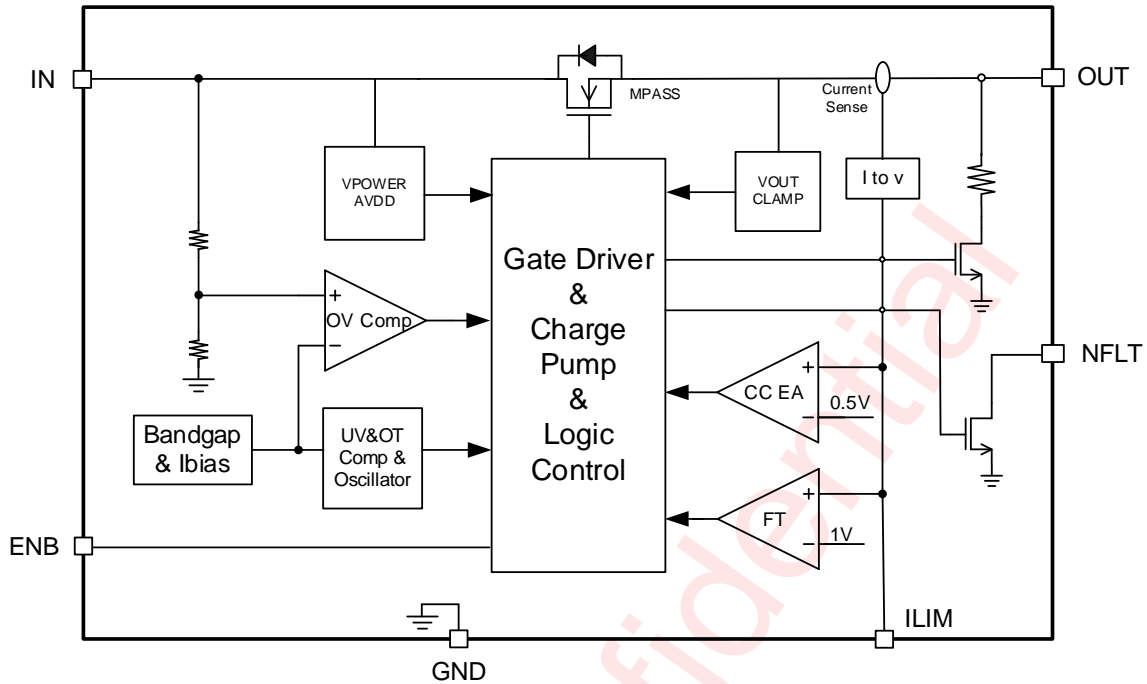 IN
MPASS
Current
Sense
OUT
VPOWER
AVDD
VOUT
CLAMP
I to v
Gate Driver
&
Charge
Pump
&
Logic
Control
+
OV Comp
−
NFLT
+
CC EA
0.5V
−
Bandgap
& Ibias
UV&OT
Comp &
Oscillator
+
FT
1V
−
ENB
GND
ILIM
fidential